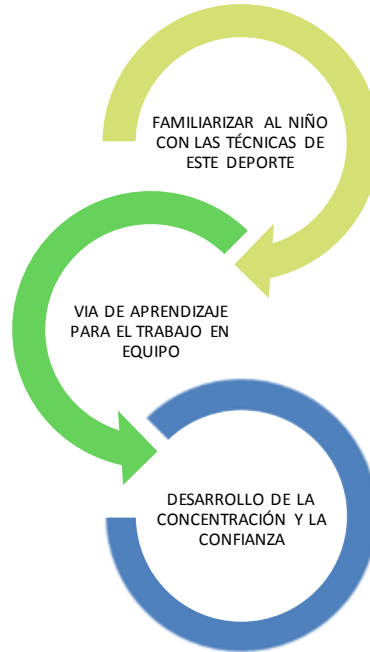 FAMILIARIZAR AL NIÑO
CON LAS TÉCNICAS DE
ESTE DEPORTE
VIA DE APRENDIZAJE
PARA EL TRABAJO EN
EQUIPO
DESARROLLO DE LA
CONCENTRACIÓN Y LA
CONFIANZA